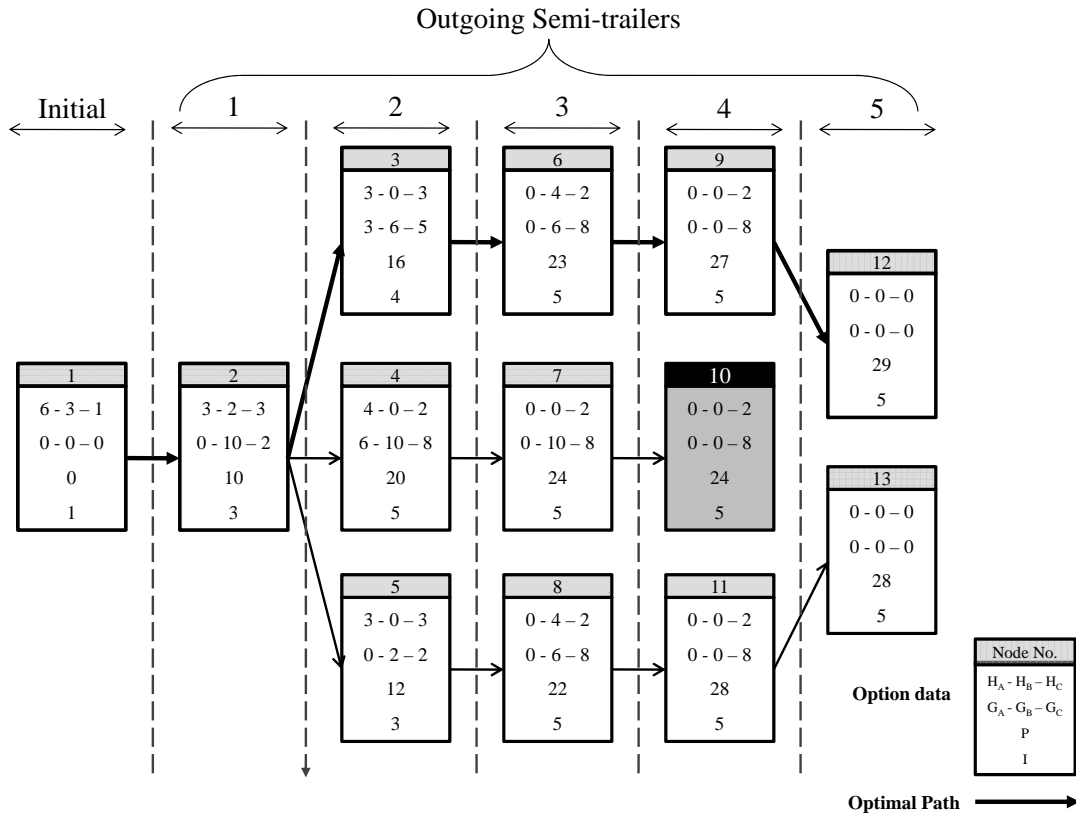 Outgoing Semi-trailers
Initial
1
2
3
4
5
3
3 - 0 – 3
3 - 6 – 5
16
4
6
0 - 4 – 2
0 - 6 – 8
23
5
9
0 - 0 – 2
0 - 0 – 8
27
5
12
0 - 0 – 0
0 - 0 – 0
29
5
1
6 - 3 – 1
0 - 0 – 0
0
1
2
3 - 2 – 3
0 - 10 – 2
10
3
4
4 - 0 – 2
6 - 10 – 8
20
5
7
0 - 0 – 2
0 - 10 – 8
24
5
10
0 - 0 – 2
0 - 0 – 8
24
5
13
0 - 0 – 0
0 - 0 – 0
28
5
5
3 - 0 – 3
0 - 2 – 2
12
3
8
0 - 4 – 2
0 - 6 – 8
22
5
11
0 - 0 – 2
0 - 0 – 8
28
5
Option data
Node No.
H_A - H_B – H_C
G_A - G_B – G_C
P
I
Optimal Path